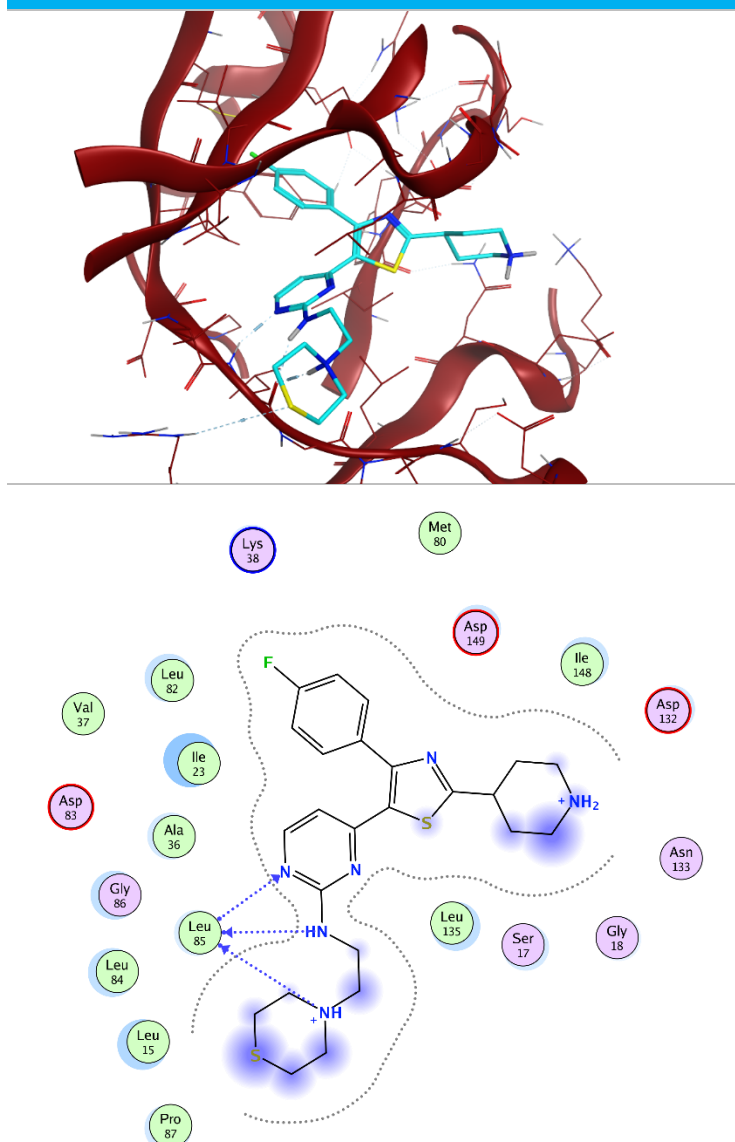 Met
80
Lys
38
Asp
149
Ile
148
F
Leu
82
Asp
132
Val
37
N
Ile
23
NH2
+
Asp
83
S
Ala
36
Asn
133
N
N
Gly
86
Leu
85
HN
Leu
135
Ser
17
Gly
18
Leu
84
NH
+
Leu
15
S
Pro
87